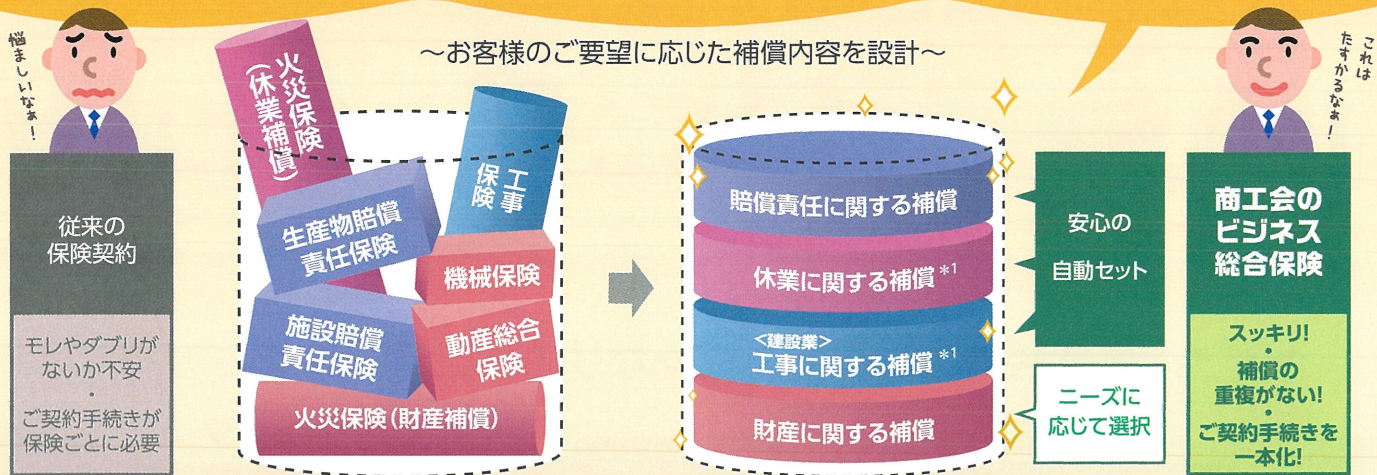 ～お客様のご要望に応じた補償内容を設計～
悩ましいなぁ！
従来の
保険契約
モレやダブリが
ないか不安
・
ご契約手続きが
保険ごとに必要
火災保険
（休業補償）
工事
保険
生産物賠償
責任保険
機械保険
施設賠償
責任保険
動産総合
保険
火災保険（財産補償）
賠償責任に関する補償
休業に関する補償＊1
＜建設業＞
工事に関する補償＊1
財産に関する補償
安心の
自動セット
ニーズに
応じて選択
これは
たすかるなぁ！
商工会の
ビジネス
総合保険
スッキリ！
・
補償の
重複がない！
・
ご契約手続きを
一本化！